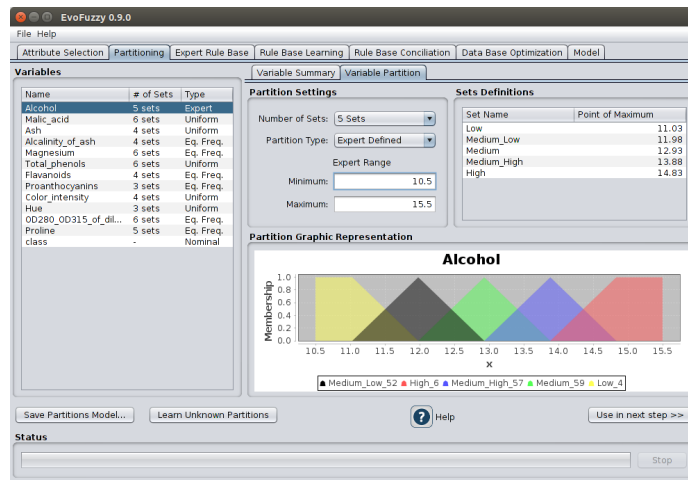 EvoFuzzy 0.9.0
File Help
Attribute Selection Partitioning Expert Rule Base Rule Base Learning Rule Base Conciliation Data Base Optimization Model
Variables
Name # of Sets Type
Alcohol 5 sets Expert
Malic_acid 6 sets Uniform
Ash 4 sets Uniform
Alcalinity_of_ash 4 sets Eq. Freq.
Magnesium 6 sets Eq. Freq.
Total_phenols 6 sets Uniform
Flavanoids 4 sets Eq. Freq.
Proanthocyanins 3 sets Eq. Freq.
Color_intensity 4 sets Uniform
Hue 3 sets Uniform
OD280_OD315_of_dil... 6 sets Eq. Freq.
Proline 5 sets Eq. Freq.
class - Nominal
Variable Summary Variable Partition
Partition Settings
Number of Sets: 5 Sets
Partition Type: Expert Defined
Expert Range
Minimum: 10.5
Maximum: 15.5
Sets Definitions
Set Name Point of Maximum
Low 11.03
Medium_Low 11.98
Medium 12.93
Medium_High 13.88
High 14.83
Partition Graphic Representation
Alcohol
Membership
1.0
0.8
0.6
0.4
0.2
0.0
10.5 11.0 11.5 12.0 12.5 13.0 13.5 14.0 14.5 15.0 15.5
x
Medium_Low_52 High_6 Medium_High_57 Medium_59 Low_4
Save Partitions Model... Learn Unknown Partitions ? Help Use in next step >>
Status
Stop